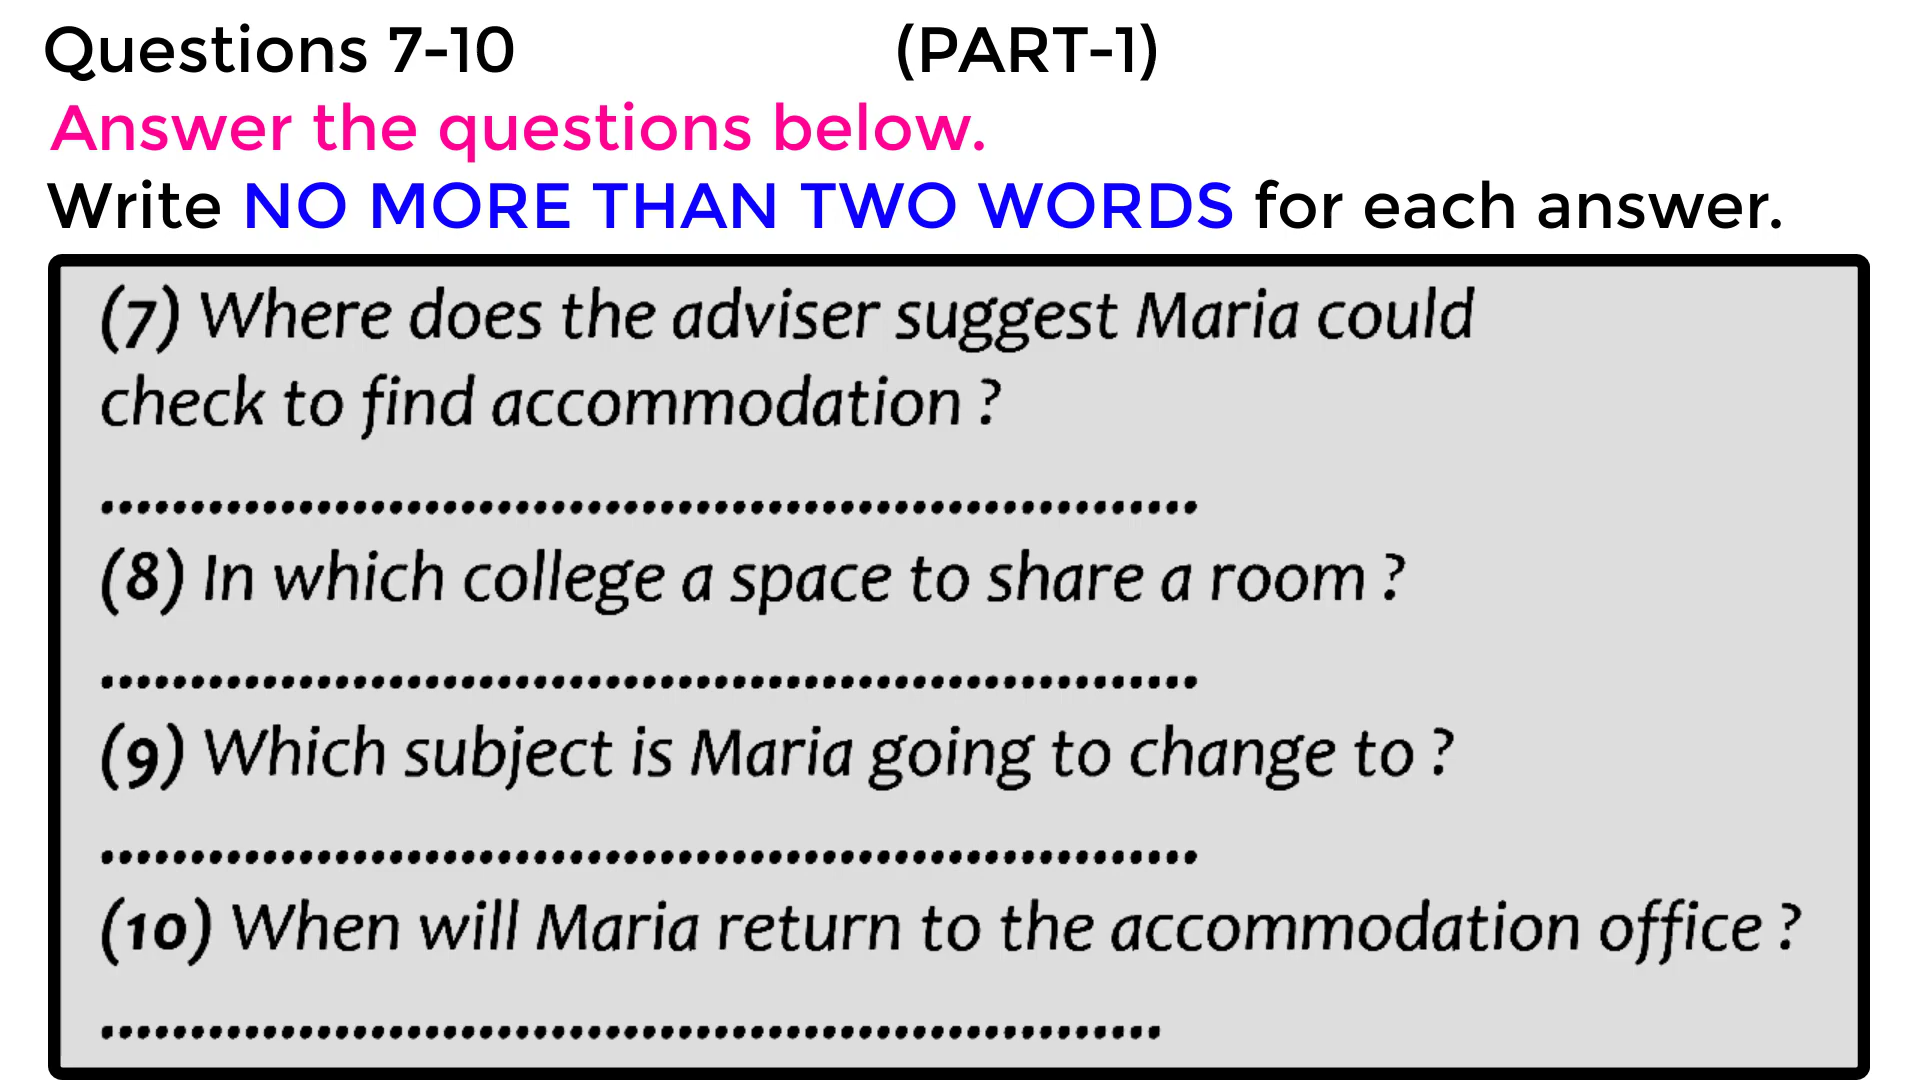 Questions 7-10 (PART-1)
Answer the questions below.
Write NO MORE THAN TWO WORDS for each answer.
(7) Where does the adviser suggest Maria could
check to find accommodation ?
.............................................................
(8) In which college a space to share a room ?
.............................................................
(9) Which subject is Maria going to change to ?
.............................................................
(10) When will Maria return to the accommodation office ?
...........................................................